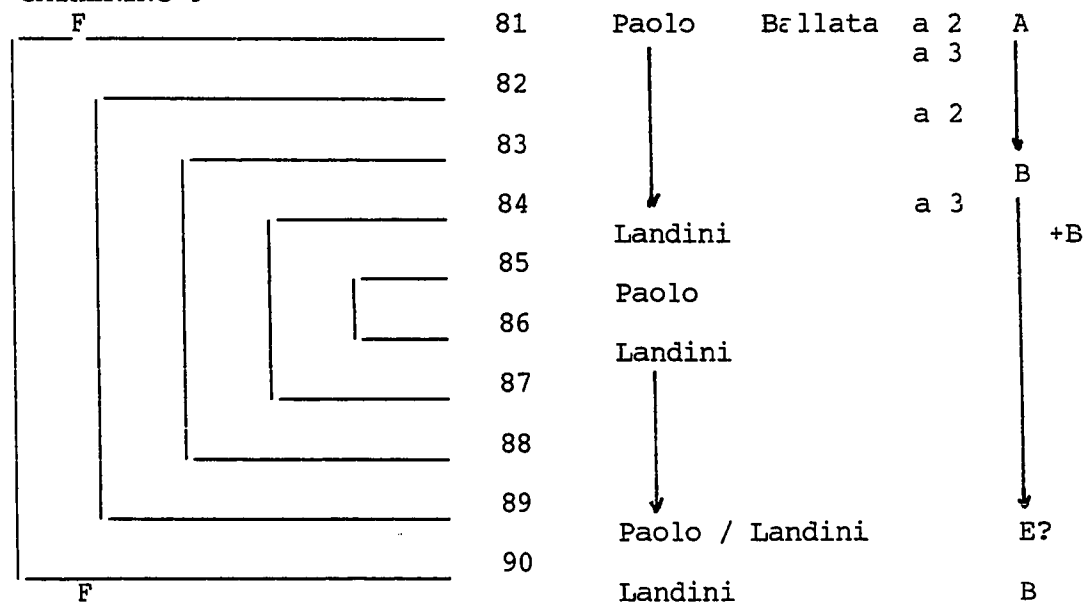 F 81 Paolo Ballata a 2 A
a 3
82
a 2
83
B
84 a 3
Landini +B
85
Paolo
86
Landini
87
88
89
Paolo / Landini E?
90
F Landini B